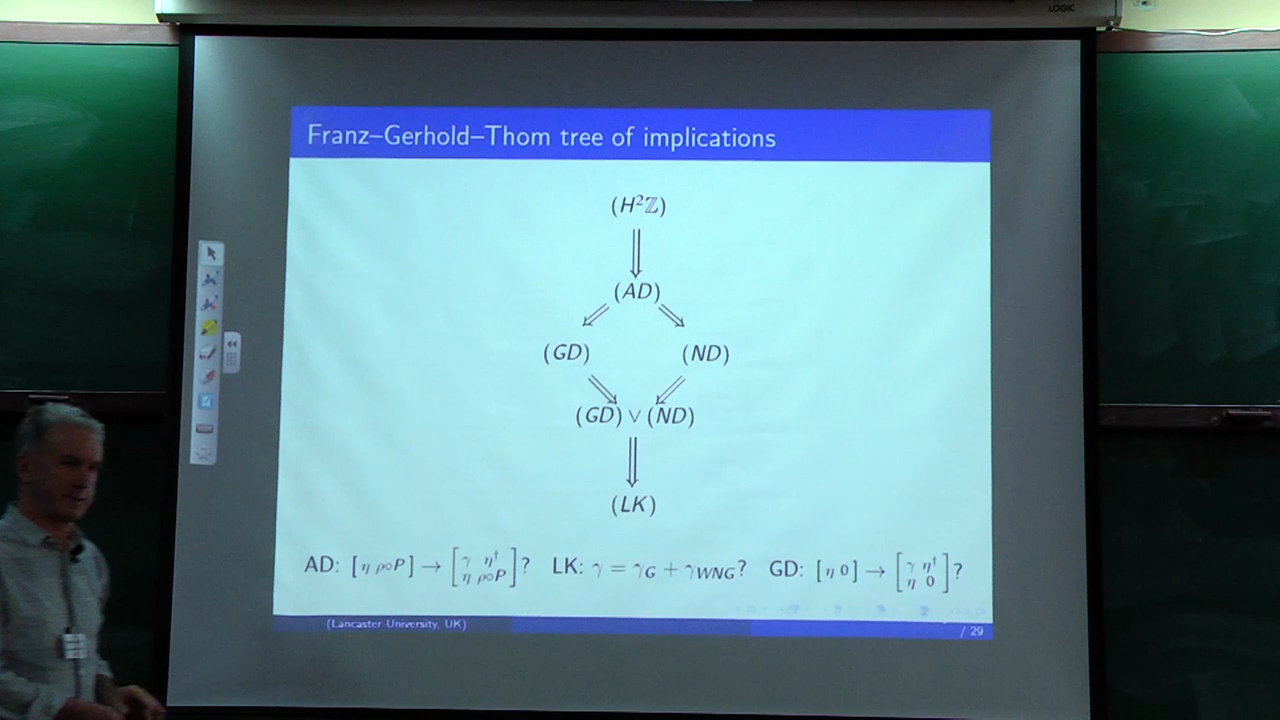 LOGIC
Franz–Gerhold–Thom tree of implications
(H²ℤ)
(AD)
(GD) (ND)
(GD) ∨ (ND)
(LK)
AD: [η ρ∘P] → [γ η†; η ρ∘P]? LK: γ = γ_G + γ_WNG? GD: [η 0] → [γ η†; η 0]?
(Lancaster University, UK) / 29